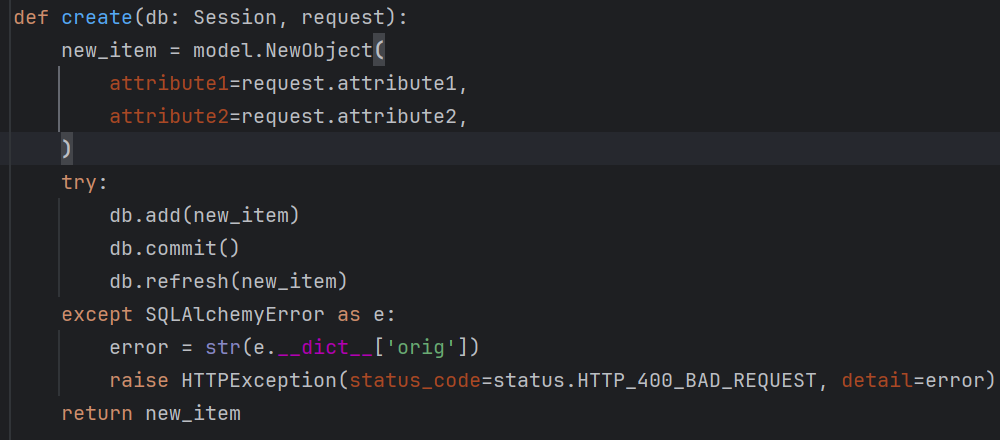 def create(db: Session, request):
    new_item = model.NewObject(
        attribute1=request.attribute1,
        attribute2=request.attribute2,
    )
    try:
        db.add(new_item)
        db.commit()
        db.refresh(new_item)
    except SQLAlchemyError as e:
        error = str(e.__dict__['orig'])
        raise HTTPException(status_code=status.HTTP_400_BAD_REQUEST, detail=error)
    return new_item